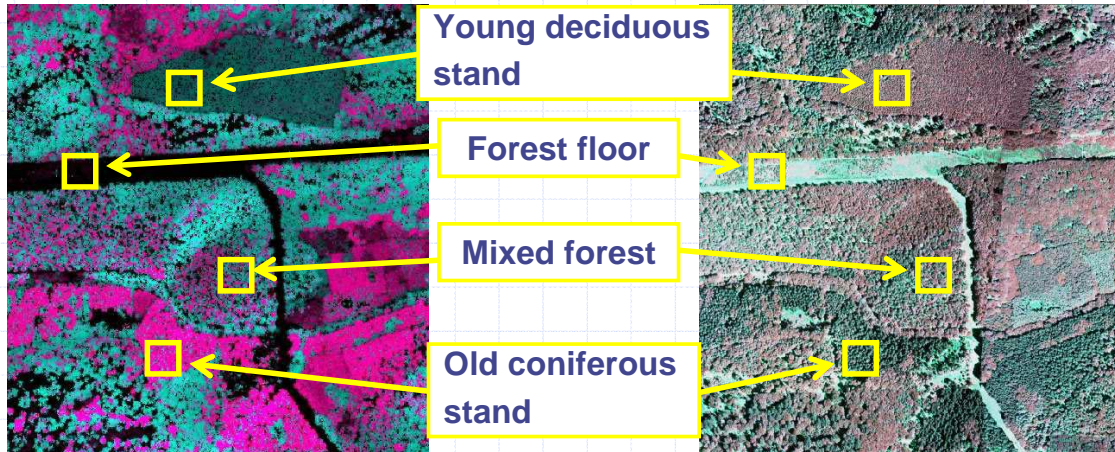 Young deciduous
stand
Forest floor
Mixed forest
Old coniferous
stand